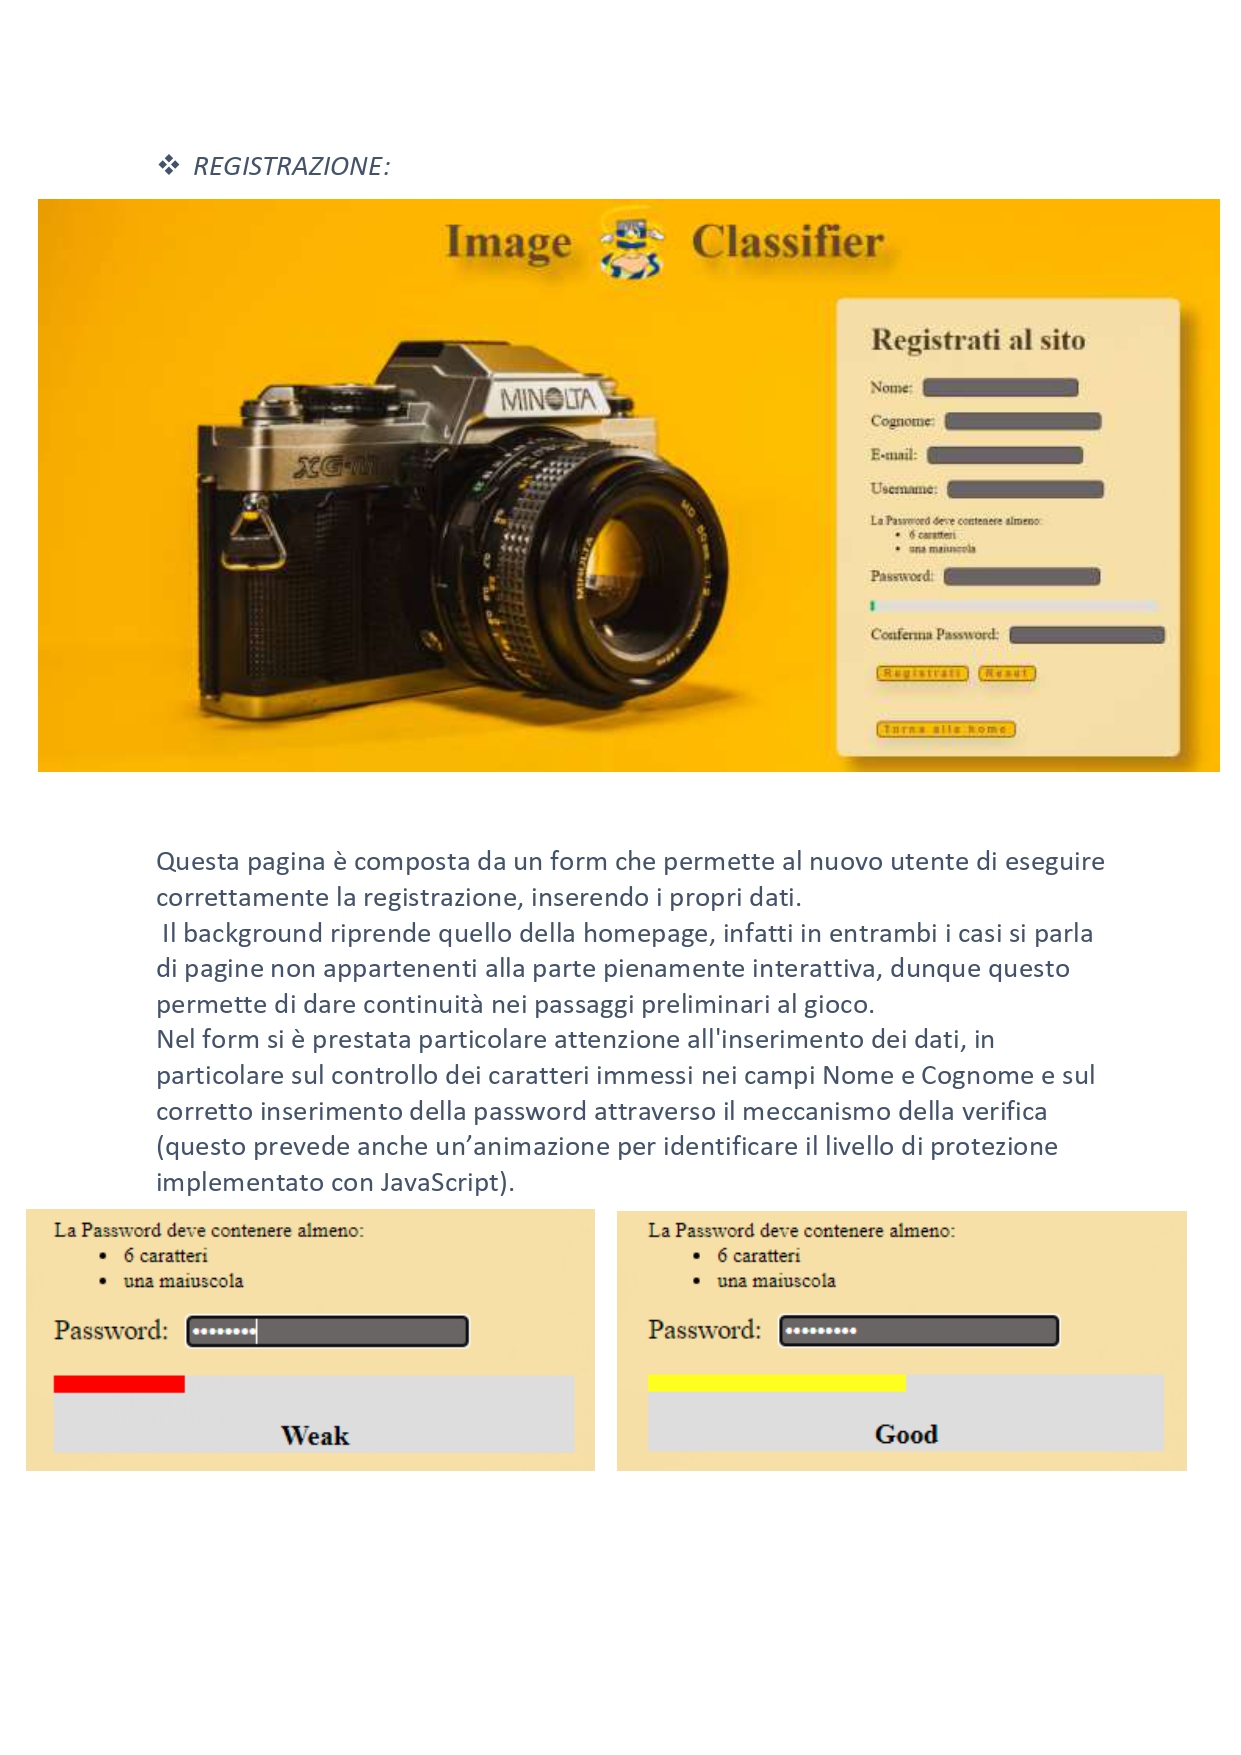 ❖ REGISTRAZIONE:
Image Classifier
MINOLTA
XG-M
Registrati al sito
Nome:
Cognome:
E-mail:
Username:
La Password deve contenere almeno:
• 6 caratteri
• una maiuscola
Password:
Conferma Password:
Registrati Reset
Torna alla home
MINOLTA
MD 50mm
Questa pagina è composta da un form che permette al nuovo utente di eseguire
correttamente la registrazione, inserendo i propri dati.
Il background riprende quello della homepage, infatti in entrambi i casi si parla
di pagine non appartenenti alla parte pienamente interattiva, dunque questo
permette di dare continuità nei passaggi preliminari al gioco.
Nel form si è prestata particolare attenzione all'inserimento dei dati, in
particolare sul controllo dei caratteri immessi nei campi Nome e Cognome e sul
corretto inserimento della password attraverso il meccanismo della verifica
(questo prevede anche un’animazione per identificare il livello di protezione
implementato con JavaScript).
La Password deve contenere almeno:
• 6 caratteri
• una maiuscola
Password: ••••••••
Weak
La Password deve contenere almeno:
• 6 caratteri
• una maiuscola
Password: •••••••••
Good